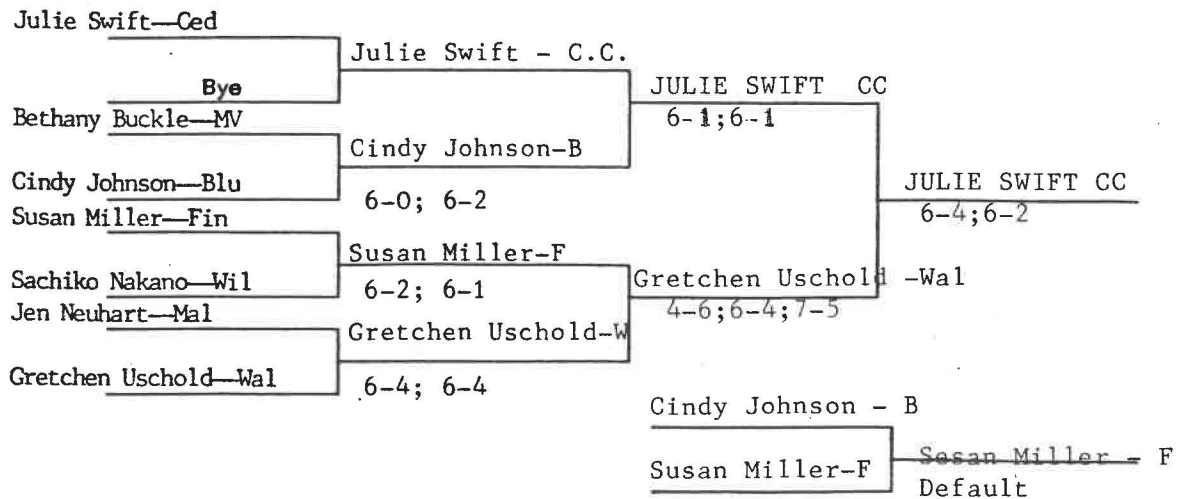 Julie Swift—Ced
Bye
Bethany Buckle—MV
Cindy Johnson—Blu
Susan Miller—Fin
Sachiko Nakano—Wil
Jen Neuhart—Mal
Gretchen Uschold—Wal
Julie Swift - C.C.
Cindy Johnson-B
6-0; 6-2
Susan Miller-F
6-2; 6-1
Gretchen Uschold-W
6-4; 6-4
JULIE SWIFT CC
6-1;6-1
Gretchen Uschold -Wal
4-6;6-4;7-5
JULIE SWIFT CC
6-4;6-2
Cindy Johnson - B
Susan Miller-F
Sosan Miller - F
Default